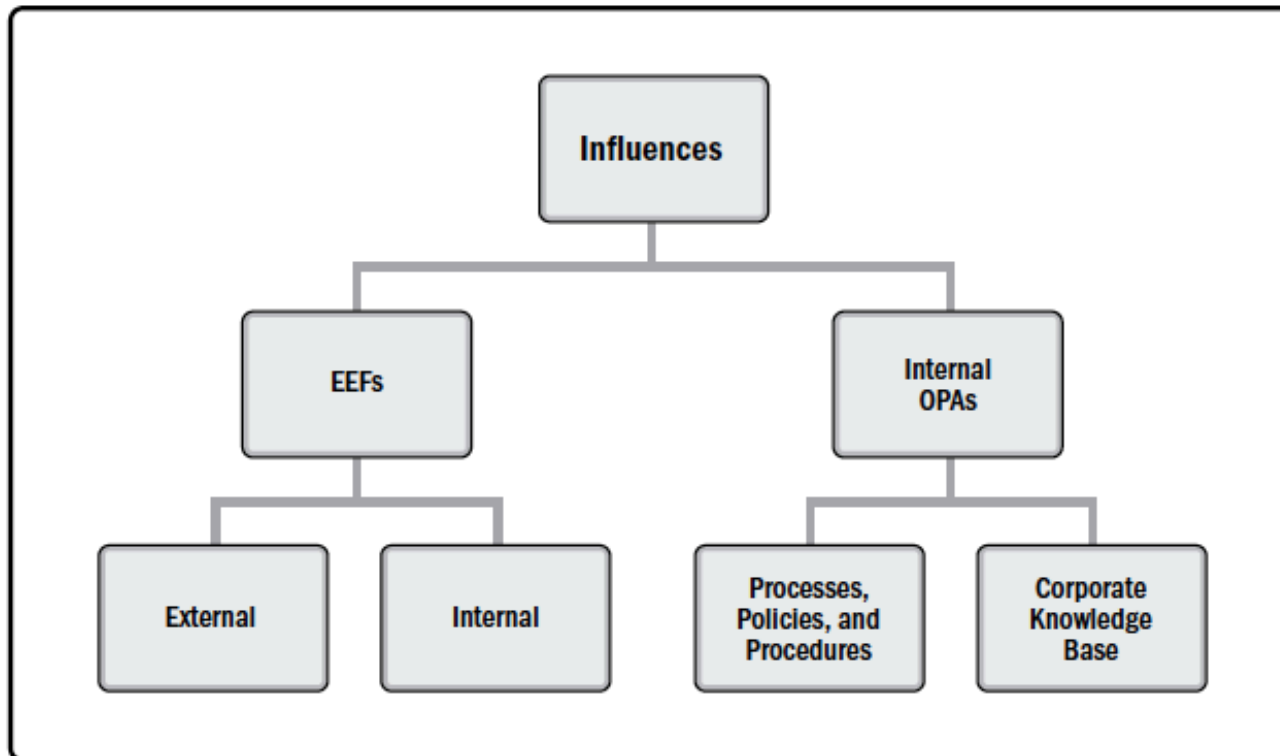 Influences
EEFs
Internal
OPAs
External
Internal
Processes,
Policies, and
Procedures
Corporate
Knowledge
Base